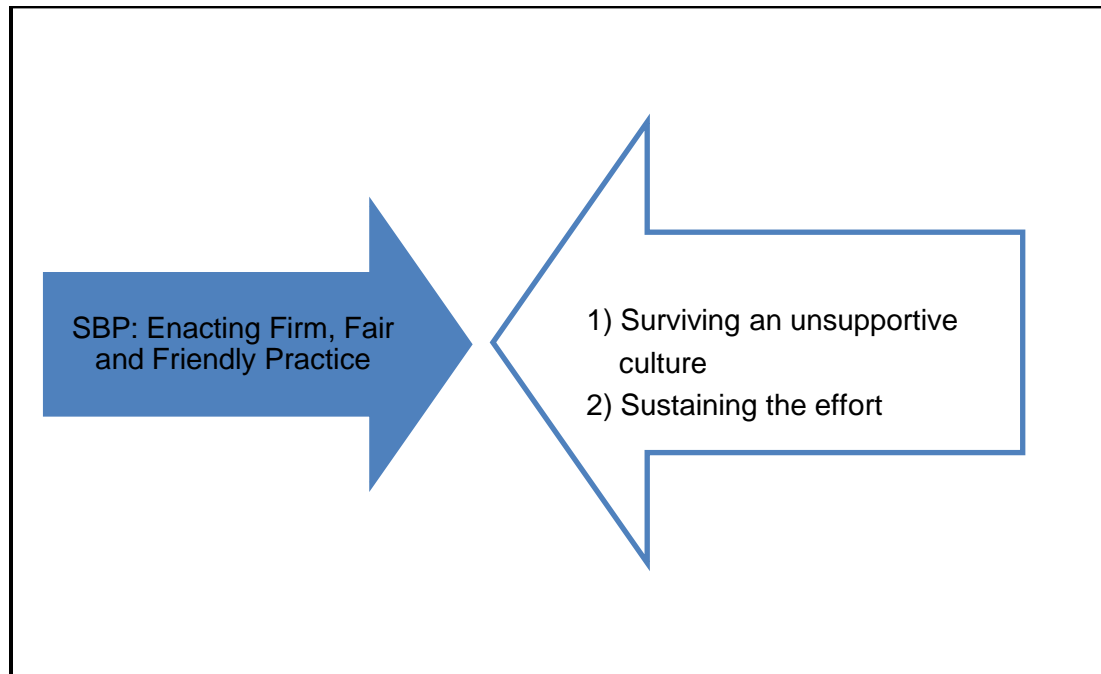 SBP: Enacting Firm, Fair
and Friendly Practice
1) Surviving an unsupportive
culture
2) Sustaining the effort